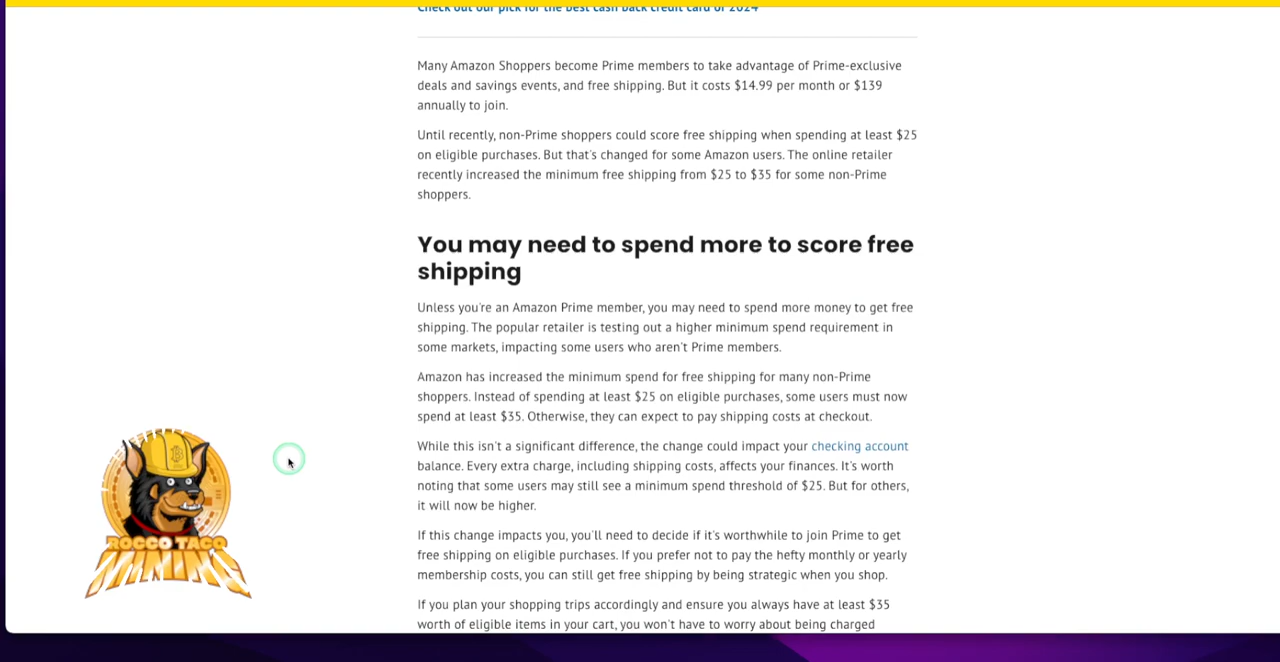 Check out our pick for the best cash back credit card of 2024
Many Amazon Shoppers become Prime members to take advantage of Prime-exclusive
deals and savings events, and free shipping. But it costs $14.99 per month or $139
annually to join.
Until recently, non-Prime shoppers could score free shipping when spending at least $25
on eligible purchases. But that's changed for some Amazon users. The online retailer
recently increased the minimum free shipping from $25 to $35 for some non-Prime
shoppers.
You may need to spend more to score free
shipping
Unless you're an Amazon Prime member, you may need to spend more money to get free
shipping. The popular retailer is testing out a higher minimum spend requirement in
some markets, impacting some users who aren't Prime members.
Amazon has increased the minimum spend for free shipping for many non-Prime
shoppers. Instead of spending at least $25 on eligible purchases, some users must now
spend at least $35. Otherwise, they can expect to pay shipping costs at checkout.
While this isn't a significant difference, the change could impact your checking account
balance. Every extra charge, including shipping costs, affects your finances. It's worth
noting that some users may still see a minimum spend threshold of $25. But for others,
it will now be higher.
If this change impacts you, you'll need to decide if it's worthwhile to join Prime to get
free shipping on eligible purchases. If you prefer not to pay the hefty monthly or yearly
membership costs, you can still get free shipping by being strategic when you shop.
If you plan your shopping trips accordingly and ensure you always have at least $35
worth of eligible items in your cart, you won't have to worry about being charged
ROCCO TACO
MINING